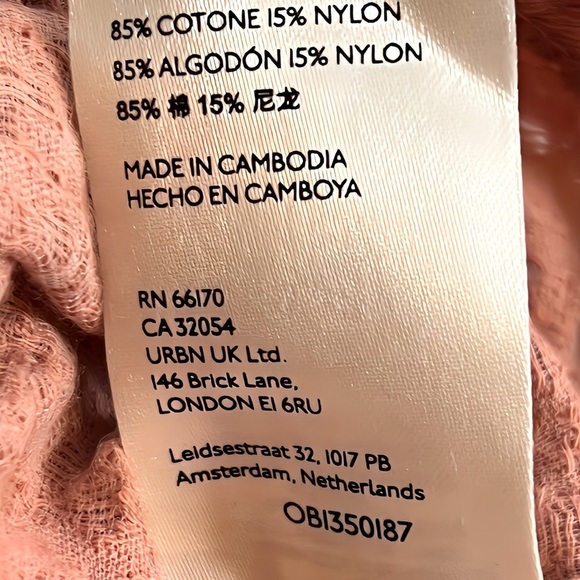 85% COTONE 15% NYLON
85% ALGODÓN 15% NYLON
85% 棉 15% 尼龙
MADE IN CAMBODIA
HECHO EN CAMBOYA
RN 66170
CA 32054
URBN UK Ltd.
146 Brick Lane,
LONDON E1 6RU
Leidsestraat 32, 1017 PB
Amsterdam, Netherlands
OB1350187